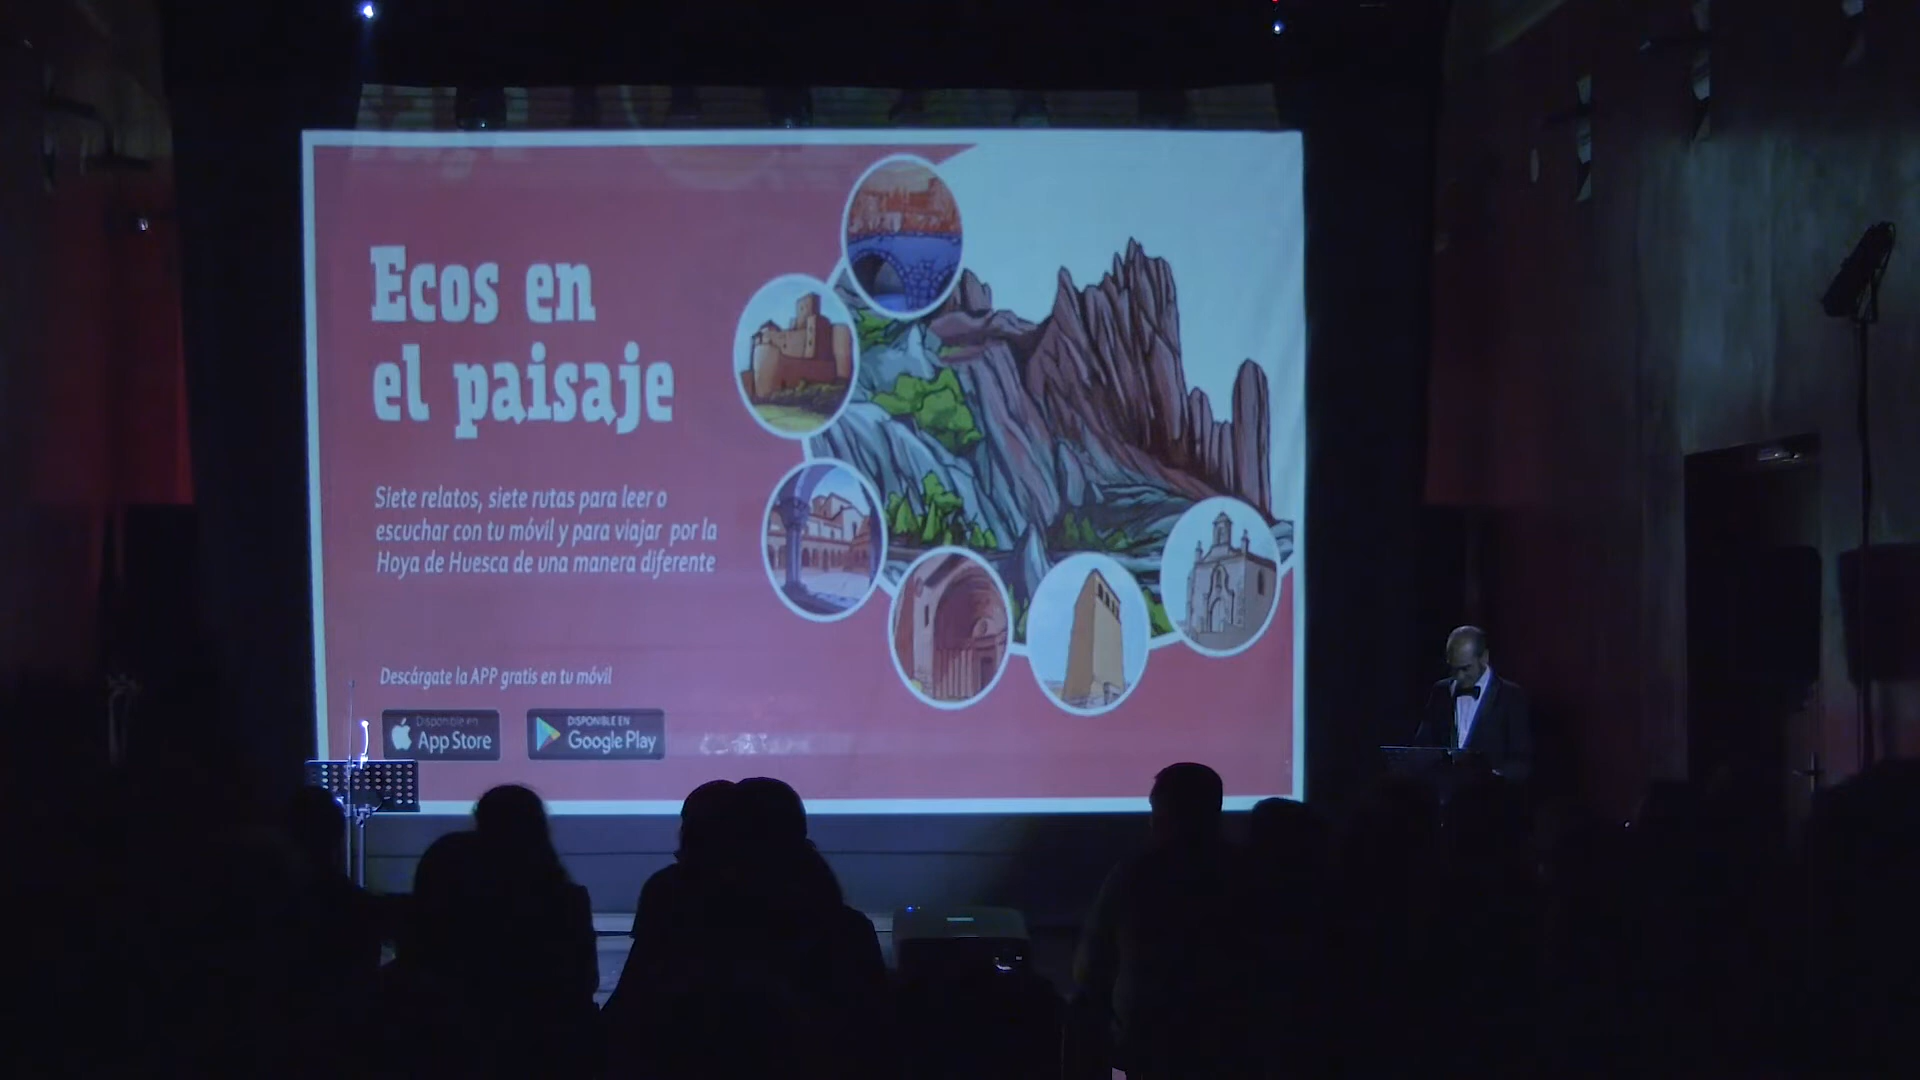 Ecos en
el paisaje
Siete relatos, siete rutas para leer o
escuchar con tu móvil y para viajar por la
Hoya de Huesca de una manera diferente
Descárgate la APP gratis en tu móvil
Disponible en
App Store
DISPONIBLE EN
Google Play